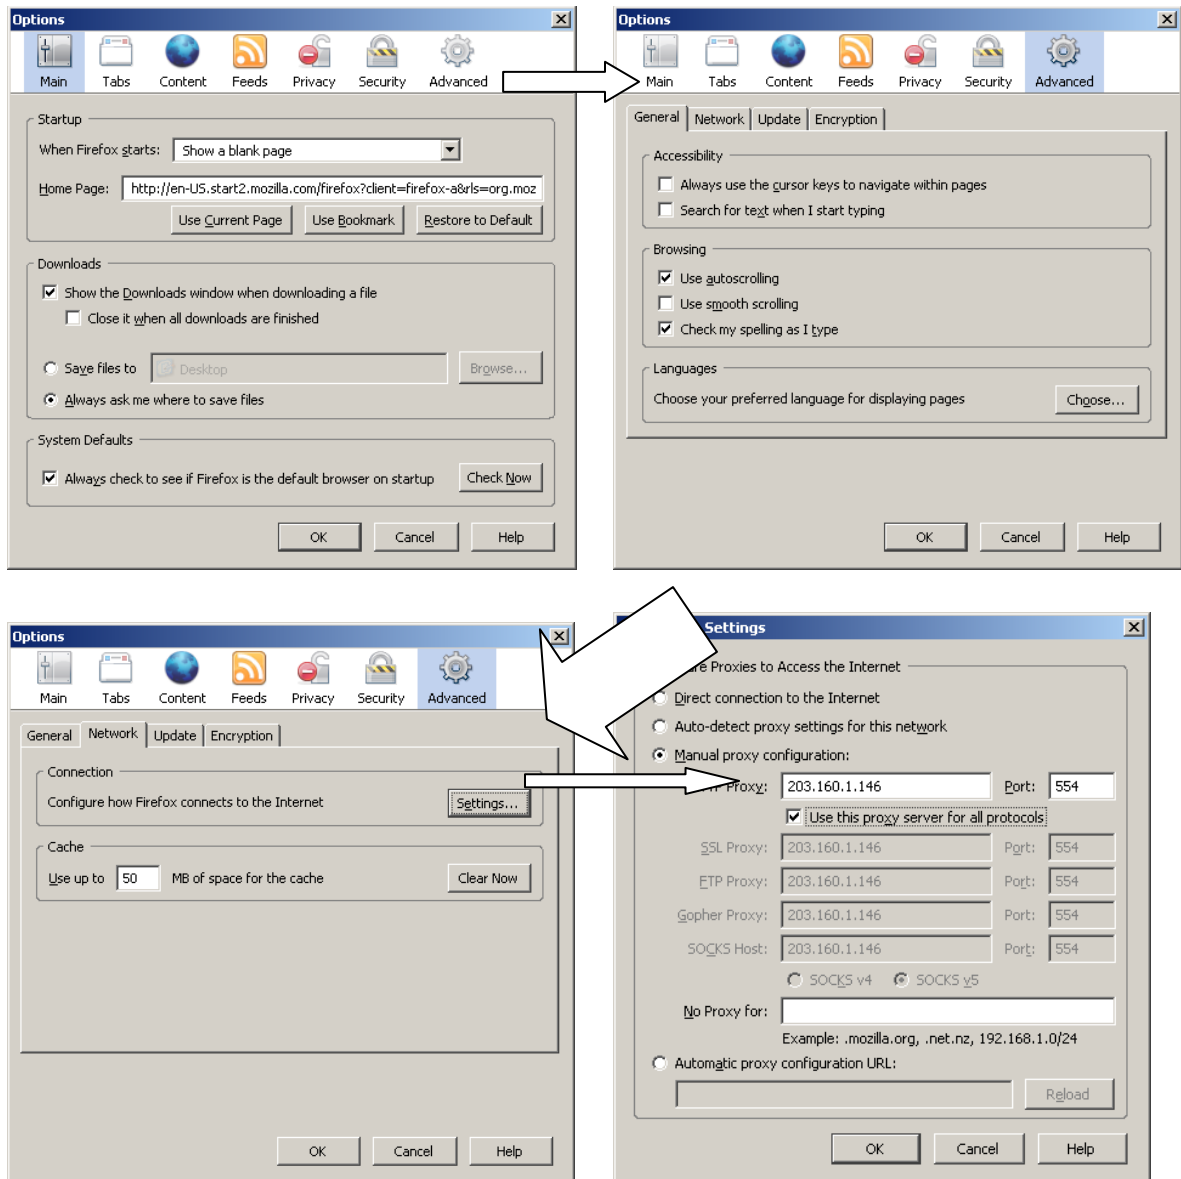 Options
Main Tabs Content Feeds Privacy Security Advanced
Startup
When Firefox starts: Show a blank page
Home Page: http://en-US.start2.mozilla.com/firefox?client=firefox-a&rls=org.moz
Use Current Page Use Bookmark Restore to Default
Downloads
Show the Downloads window when downloading a file
Close it when all downloads are finished
Save files to Desktop Browse...
Always ask me where to save files
System Defaults
Always check to see if Firefox is the default browser on startup Check Now
OK Cancel Help
Options
Main Tabs Content Feeds Privacy Security Advanced
General Network Update Encryption
Accessibility
Always use the cursor keys to navigate within pages
Search for text when I start typing
Browsing
Use autoscrolling
Use smooth scrolling
Check my spelling as I type
Languages
Choose your preferred language for displaying pages Choose...
OK Cancel Help
Options
Main Tabs Content Feeds Privacy Security Advanced
General Network Update Encryption
Connection
Configure how Firefox connects to the Internet Settings...
Cache
Use up to 50 MB of space for the cache Clear Now
OK Cancel Help
Settings
Proxies to Access the Internet
Direct connection to the Internet
Auto-detect proxy settings for this network
Manual proxy configuration:
Proxy: 203.160.1.146 Port: 554
Use this proxy server for all protocols
SSL Proxy: 203.160.1.146 Port: 554
FTP Proxy: 203.160.1.146 Port: 554
Gopher Proxy: 203.160.1.146 Port: 554
SOCKS Host: 203.160.1.146 Port: 554
SOCKS v4 SOCKS v5
No Proxy for:
Example: .mozilla.org, .net.nz, 192.168.1.0/24
Automatic proxy configuration URL:
Reload
OK Cancel Help